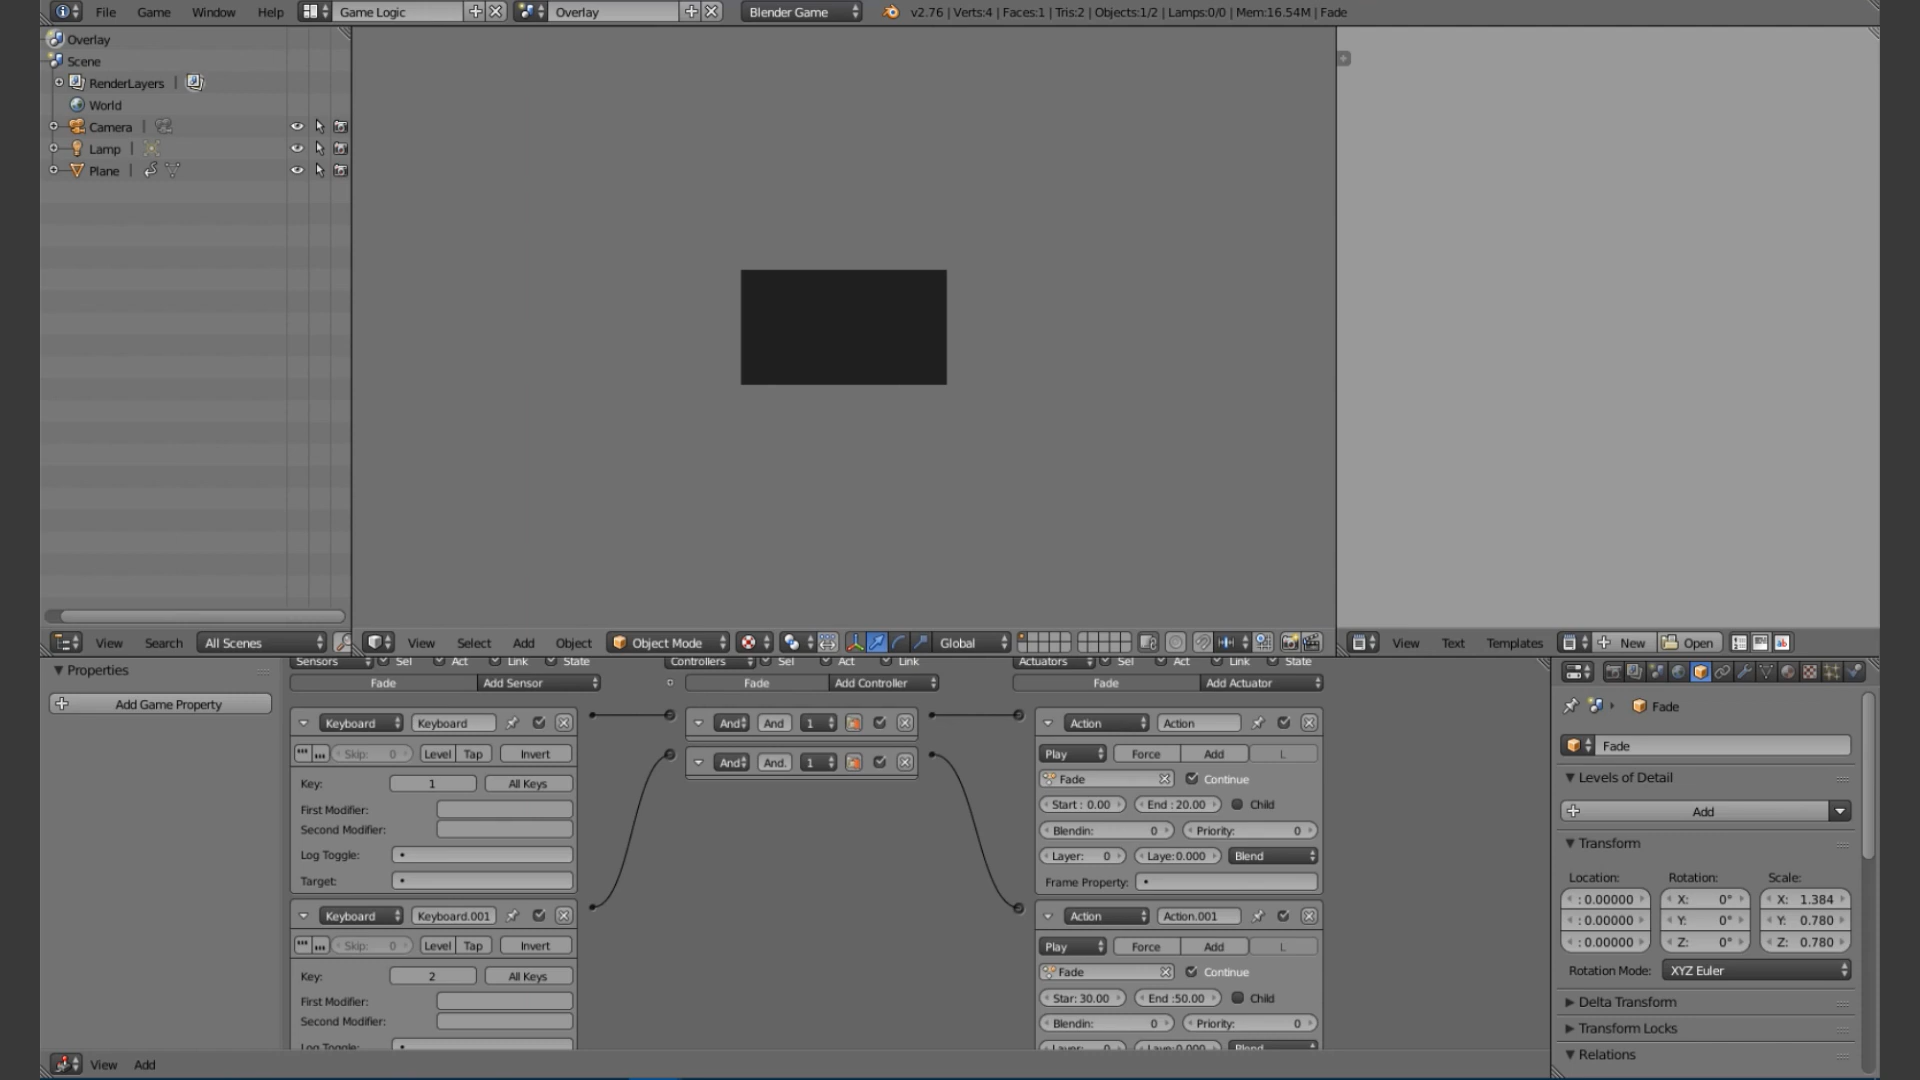 File Game Window Help Game Logic Overlay Blender Game v2.76 | Verts:4 | Faces:1 | Tris:2 | Objects:1/2 | Lamps:0/0 | Mem:16.54M | Fade
Overlay
Scene
RenderLayers
World
Camera
Lamp
Plane
View Search All Scenes View Select Add Object Object Mode Global View Text Templates New Open
Properties
Add Game Property
Sensors Sel Act Link State Controllers Sel Act Link Actuators Sel Act Link State
Fade Add Sensor Fade Add Controller Fade Add Actuator
Keyboard Keyboard And And 1 Action Action
Skip: 0 Level Tap Invert And And. 1 Play Force Add L
Key: 1 All Keys Fade Continue
First Modifier: Start : 0.00 End : 20.00 Child
Second Modifier: Blendin: 0 Priority: 0
Log Toggle: Layer: 0 Laye:0.000 Blend
Target: Frame Property:
Keyboard Keyboard.001 Action Action.001
Skip: 0 Level Tap Invert Play Force Add L
Key: 2 All Keys Fade Continue
First Modifier: Star: 30.00 End :50.00 Child
Second Modifier: Blendin: 0 Priority: 0
Log Toggle: Layer: 0 Laye:0.000 Blend
View Add
Fade
Fade
Levels of Detail
Add
Transform
Location: Rotation: Scale:
: 0.00000 X: 0° X: 1.384
: 0.00000 Y: 0° Y: 0.780
: 0.00000 Z: 0° Z: 0.780
Rotation Mode: XYZ Euler
Delta Transform
Transform Locks
Relations